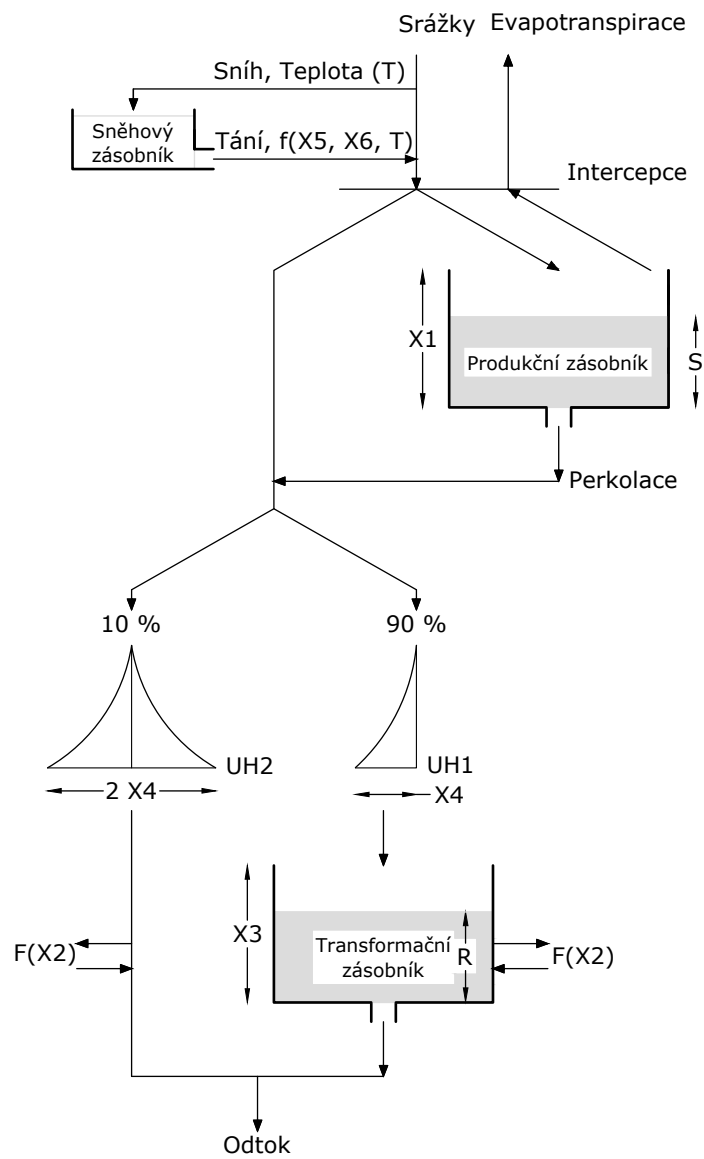 Srážky Evapotranspirace
Sníh, Teplota (T)
Sněhový
zásobník
Tání, f(X5, X6, T)
Intercepce
X1
Produkční zásobník
S
Perkolace
10 %
90 %
UH2
UH1
2 X4
X4
X3
Transformační
zásobník
R
F(X2)
F(X2)
Odtok